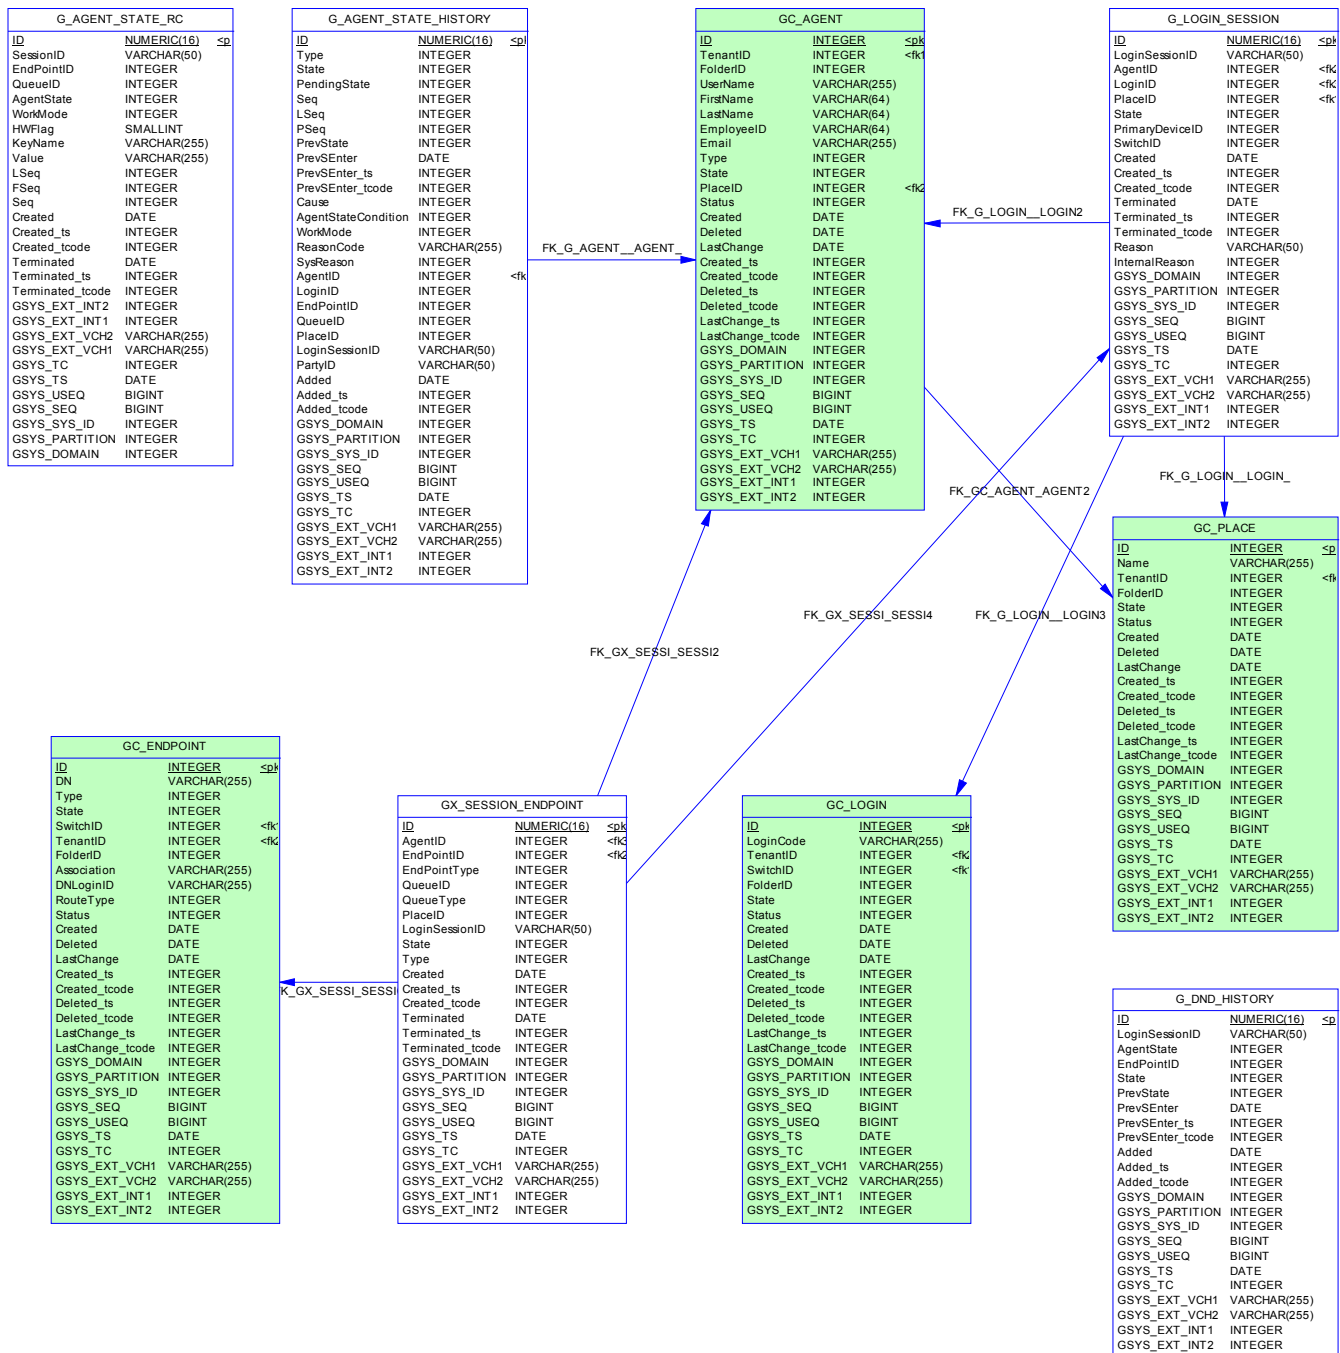 G_AGENT_STATE_RC
ID NUMERIC(16) <p
SessionID VARCHAR(50)
EndPointID INTEGER
QueueID INTEGER
AgentState INTEGER
WorkMode INTEGER
HWFlag SMALLINT
KeyName VARCHAR(255)
Value VARCHAR(255)
LSeq INTEGER
FSeq INTEGER
Seq INTEGER
Created DATE
Created_ts INTEGER
Created_tcode INTEGER
Terminated DATE
Terminated_ts INTEGER
Terminated_tcode INTEGER
GSYS_EXT_INT2 INTEGER
GSYS_EXT_INT1 INTEGER
GSYS_EXT_VCH2 VARCHAR(255)
GSYS_EXT_VCH1 VARCHAR(255)
GSYS_TC INTEGER
GSYS_TS DATE
GSYS_USEQ BIGINT
GSYS_SEQ BIGINT
GSYS_SYS_ID INTEGER
GSYS_PARTITION INTEGER
GSYS_DOMAIN INTEGER
G_AGENT_STATE_HISTORY
ID NUMERIC(16) <pl
Type INTEGER
State INTEGER
PendingState INTEGER
Seq INTEGER
LSeq INTEGER
PSeq INTEGER
PrevState INTEGER
PrevSEnter DATE
PrevSEnter_ts INTEGER
PrevSEnter_tcode INTEGER
Cause INTEGER
AgentStateCondition INTEGER
WorkMode INTEGER
ReasonCode VARCHAR(255)
SysReason INTEGER
AgentID INTEGER <fk
LoginID INTEGER
EndPointID INTEGER
QueueID INTEGER
PlaceID INTEGER
LoginSessionID VARCHAR(50)
PartyID VARCHAR(50)
Added DATE
Added_ts INTEGER
Added_tcode INTEGER
GSYS_DOMAIN INTEGER
GSYS_PARTITION INTEGER
GSYS_SYS_ID INTEGER
GSYS_SEQ BIGINT
GSYS_USEQ BIGINT
GSYS_TS DATE
GSYS_TC INTEGER
GSYS_EXT_VCH1 VARCHAR(255)
GSYS_EXT_VCH2 VARCHAR(255)
GSYS_EXT_INT1 INTEGER
GSYS_EXT_INT2 INTEGER
FK_G_AGENT__AGENT_
GC_AGENT
ID INTEGER <pk
TenantID INTEGER <fk1
FolderID INTEGER
UserName VARCHAR(255)
FirstName VARCHAR(64)
LastName VARCHAR(64)
EmployeeID VARCHAR(64)
Email VARCHAR(255)
Type INTEGER
State INTEGER
PlaceID INTEGER <fk2
Status INTEGER
Created DATE
Deleted DATE
LastChange DATE
Created_ts INTEGER
Created_tcode INTEGER
Deleted_ts INTEGER
Deleted_tcode INTEGER
LastChange_ts INTEGER
LastChange_tcode INTEGER
GSYS_DOMAIN INTEGER
GSYS_PARTITION INTEGER
GSYS_SYS_ID INTEGER
GSYS_SEQ BIGINT
GSYS_USEQ BIGINT
GSYS_TS DATE
GSYS_TC INTEGER
GSYS_EXT_VCH1 VARCHAR(255)
GSYS_EXT_VCH2 VARCHAR(255)
GSYS_EXT_INT1 INTEGER
GSYS_EXT_INT2 INTEGER
FK_G_LOGIN__LOGIN2
G_LOGIN_SESSION
ID NUMERIC(16) <pk
LoginSessionID VARCHAR(50)
AgentID INTEGER <fk2
LoginID INTEGER <fk
PlaceID INTEGER <fk
State INTEGER
PrimaryDeviceID INTEGER
SwitchID INTEGER
Created DATE
Created_ts INTEGER
Created_tcode INTEGER
Terminated DATE
Terminated_ts INTEGER
Terminated_tcode INTEGER
Reason VARCHAR(50)
InternalReason INTEGER
GSYS_DOMAIN INTEGER
GSYS_PARTITION INTEGER
GSYS_SYS_ID INTEGER
GSYS_SEQ BIGINT
GSYS_USEQ BIGINT
GSYS_TS DATE
GSYS_TC INTEGER
GSYS_EXT_VCH1 VARCHAR(255)
GSYS_EXT_VCH2 VARCHAR(255)
GSYS_EXT_INT1 INTEGER
GSYS_EXT_INT2 INTEGER
FK_G_LOGIN__LOGIN_
FK_GC_AGENT_AGENT2
FK_GX_SESSI_SESSI4
FK_G_LOGIN__LOGIN3
FK_GX_SESSI_SESSI2
GC_PLACE
ID INTEGER <p
Name VARCHAR(255)
TenantID INTEGER <fk
FolderID INTEGER
State INTEGER
Status INTEGER
Created DATE
Deleted DATE
LastChange DATE
Created_ts INTEGER
Created_tcode INTEGER
Deleted_ts INTEGER
Deleted_tcode INTEGER
LastChange_ts INTEGER
LastChange_tcode INTEGER
GSYS_DOMAIN INTEGER
GSYS_PARTITION INTEGER
GSYS_SYS_ID INTEGER
GSYS_SEQ BIGINT
GSYS_USEQ BIGINT
GSYS_TS DATE
GSYS_TC INTEGER
GSYS_EXT_VCH1 VARCHAR(255)
GSYS_EXT_VCH2 VARCHAR(255)
GSYS_EXT_INT1 INTEGER
GSYS_EXT_INT2 INTEGER
GC_ENDPOINT
ID INTEGER <pk
DN VARCHAR(255)
Type INTEGER
State INTEGER
SwitchID INTEGER <fk
TenantID INTEGER <fk2
FolderID INTEGER
Association VARCHAR(255)
DNLoginID VARCHAR(255)
RouteType INTEGER
Status INTEGER
Created DATE
Deleted DATE
LastChange DATE
Created_ts INTEGER
Created_tcode INTEGER
Deleted_ts INTEGER
Deleted_tcode INTEGER
LastChange_ts INTEGER
LastChange_tcode INTEGER
GSYS_DOMAIN INTEGER
GSYS_PARTITION INTEGER
GSYS_SYS_ID INTEGER
GSYS_SEQ BIGINT
GSYS_USEQ BIGINT
GSYS_TS DATE
GSYS_TC INTEGER
GSYS_EXT_VCH1 VARCHAR(255)
GSYS_EXT_VCH2 VARCHAR(255)
GSYS_EXT_INT1 INTEGER
GSYS_EXT_INT2 INTEGER
K_GX_SESSI_SESSI
GX_SESSION_ENDPOINT
ID NUMERIC(16) <pk
AgentID INTEGER <fk3
EndPointID INTEGER <fk2
EndPointType INTEGER
QueueID INTEGER
QueueType INTEGER
PlaceID INTEGER
LoginSessionID VARCHAR(50)
State INTEGER
Type INTEGER
Created DATE
Created_ts INTEGER
Created_tcode INTEGER
Terminated DATE
Terminated_ts INTEGER
Terminated_tcode INTEGER
GSYS_DOMAIN INTEGER
GSYS_PARTITION INTEGER
GSYS_SYS_ID INTEGER
GSYS_SEQ BIGINT
GSYS_USEQ BIGINT
GSYS_TS DATE
GSYS_TC INTEGER
GSYS_EXT_VCH1 VARCHAR(255)
GSYS_EXT_VCH2 VARCHAR(255)
GSYS_EXT_INT1 INTEGER
GSYS_EXT_INT2 INTEGER
GC_LOGIN
ID INTEGER <pk
LoginCode VARCHAR(255)
TenantID INTEGER <fk2
SwitchID INTEGER <fk
FolderID INTEGER
State INTEGER
Status INTEGER
Created DATE
Deleted DATE
LastChange DATE
Created_ts INTEGER
Created_tcode INTEGER
Deleted_ts INTEGER
Deleted_tcode INTEGER
LastChange_ts INTEGER
LastChange_tcode INTEGER
GSYS_DOMAIN INTEGER
GSYS_PARTITION INTEGER
GSYS_SYS_ID INTEGER
GSYS_SEQ BIGINT
GSYS_USEQ BIGINT
GSYS_TS DATE
GSYS_TC INTEGER
GSYS_EXT_VCH1 VARCHAR(255)
GSYS_EXT_VCH2 VARCHAR(255)
GSYS_EXT_INT1 INTEGER
GSYS_EXT_INT2 INTEGER
G_DND_HISTORY
ID NUMERIC(16) <p
LoginSessionID VARCHAR(50)
AgentState INTEGER
EndPointID INTEGER
State INTEGER
PrevState INTEGER
PrevSEnter DATE
PrevSEnter_ts INTEGER
PrevSEnter_tcode INTEGER
Added DATE
Added_ts INTEGER
Added_tcode INTEGER
GSYS_DOMAIN INTEGER
GSYS_PARTITION INTEGER
GSYS_SYS_ID INTEGER
GSYS_SEQ BIGINT
GSYS_USEQ BIGINT
GSYS_TS DATE
GSYS_TC INTEGER
GSYS_EXT_VCH1 VARCHAR(255)
GSYS_EXT_VCH2 VARCHAR(255)
GSYS_EXT_INT1 INTEGER
GSYS_EXT_INT2 INTEGER